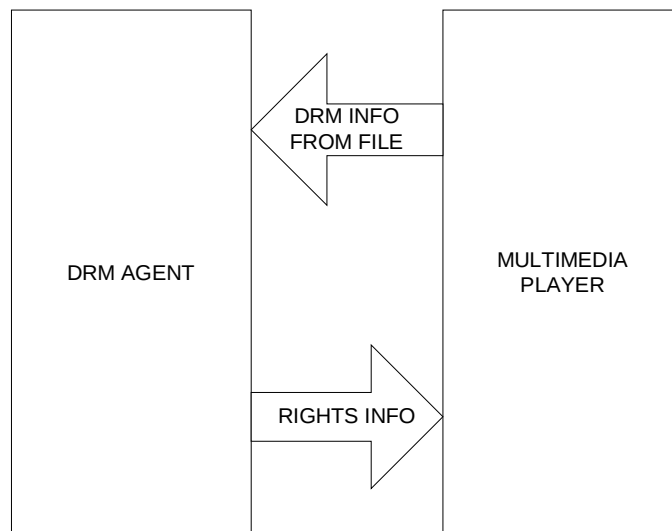 DRM INFO
FROM FILE
DRM AGENT
MULTIMEDIA
PLAYER
RIGHTS INFO